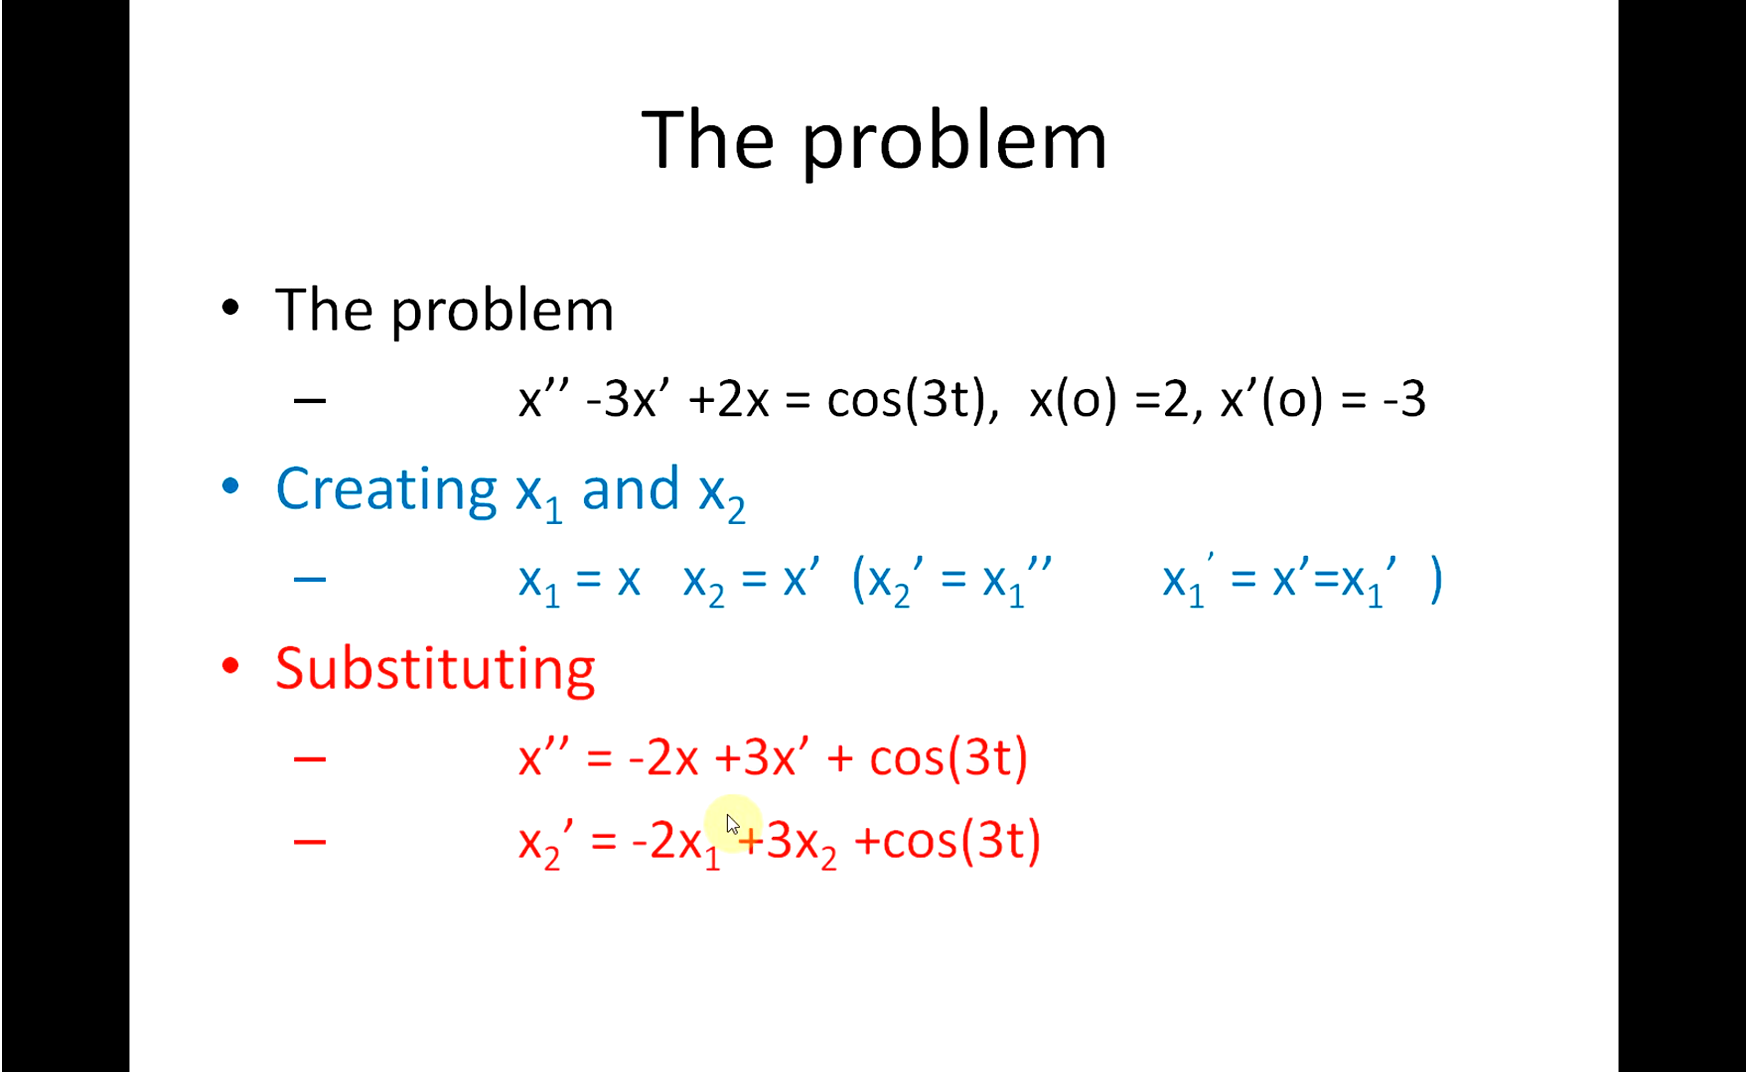 The problem
• The problem
– x’’ -3x’ +2x = cos(3t), x(o) =2, x’(o) = -3
• Creating x₁ and x₂
– x₁ = x x₂ = x’ (x₂’ = x₁’’ x₁’ = x’=x₁’ )
• Substituting
– x’’ = -2x +3x’ + cos(3t)
– x₂’ = -2x₁ +3x₂ +cos(3t)